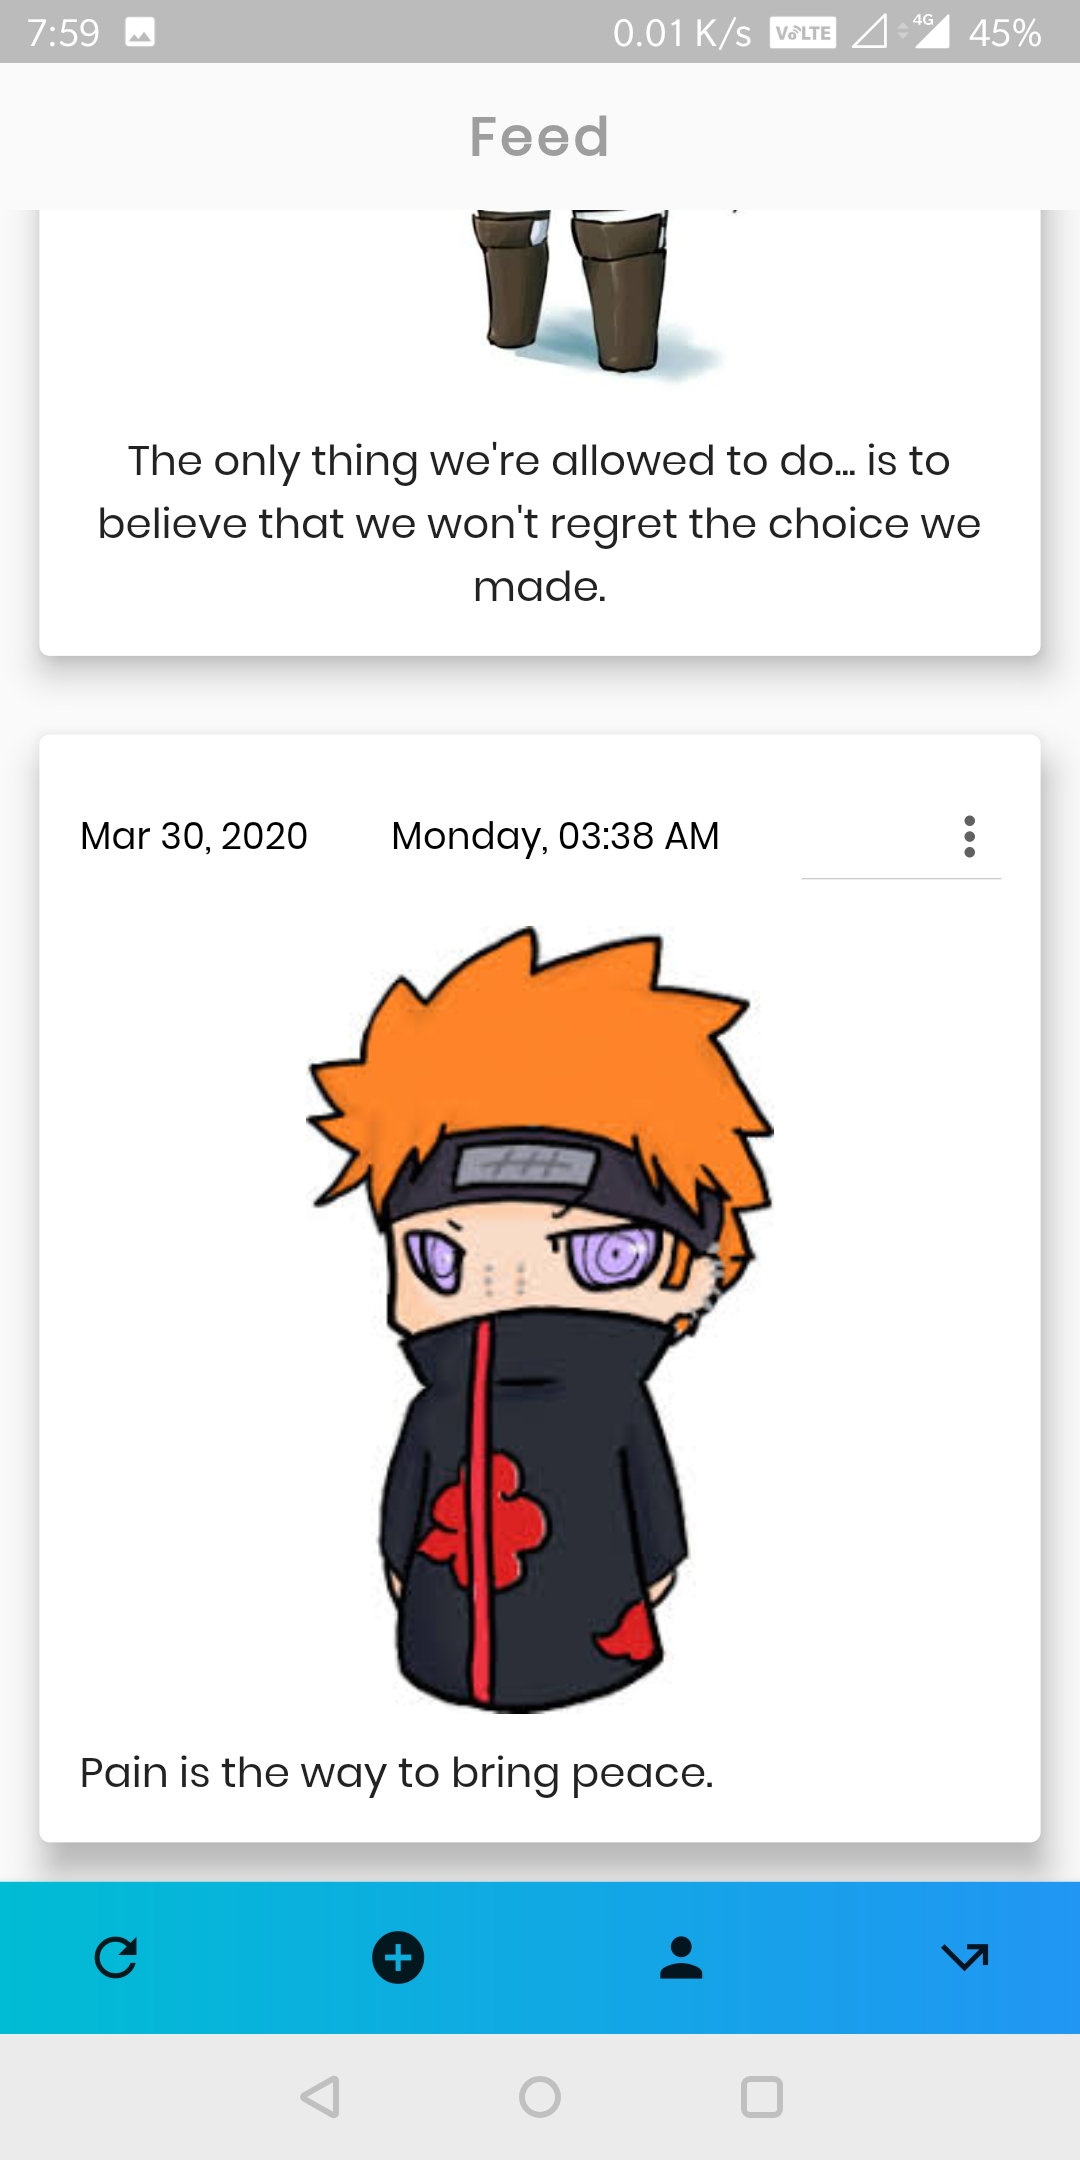 7:59 0.01 K/s VoLTE 4G 45%
Feed
The only thing we're allowed to do... is to
believe that we won't regret the choice we
made.
Mar 30, 2020 Monday, 03:38 AM
Pain is the way to bring peace.